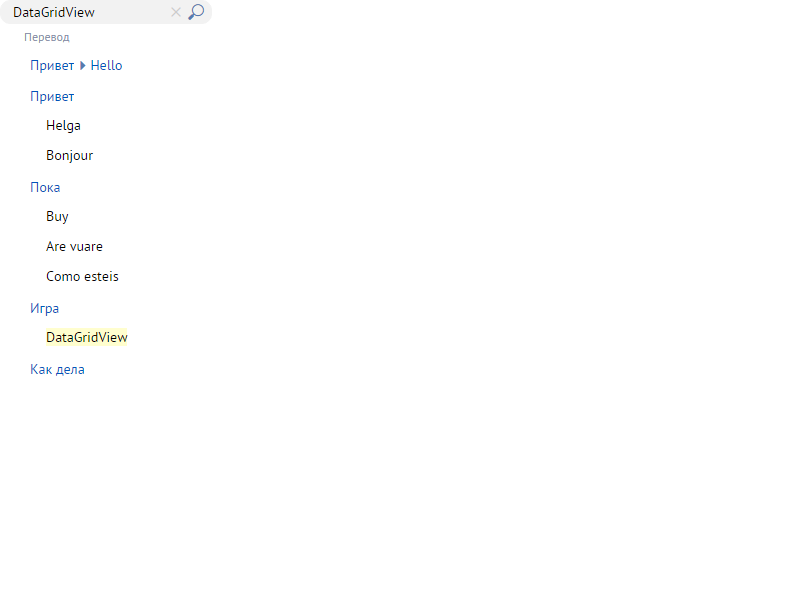 DataGridView
Перевод
Привет Hello
Привет
Helga
Bonjour
Пока
Buy
Are vuare
Como esteis
Игра
DataGridView
Как дела